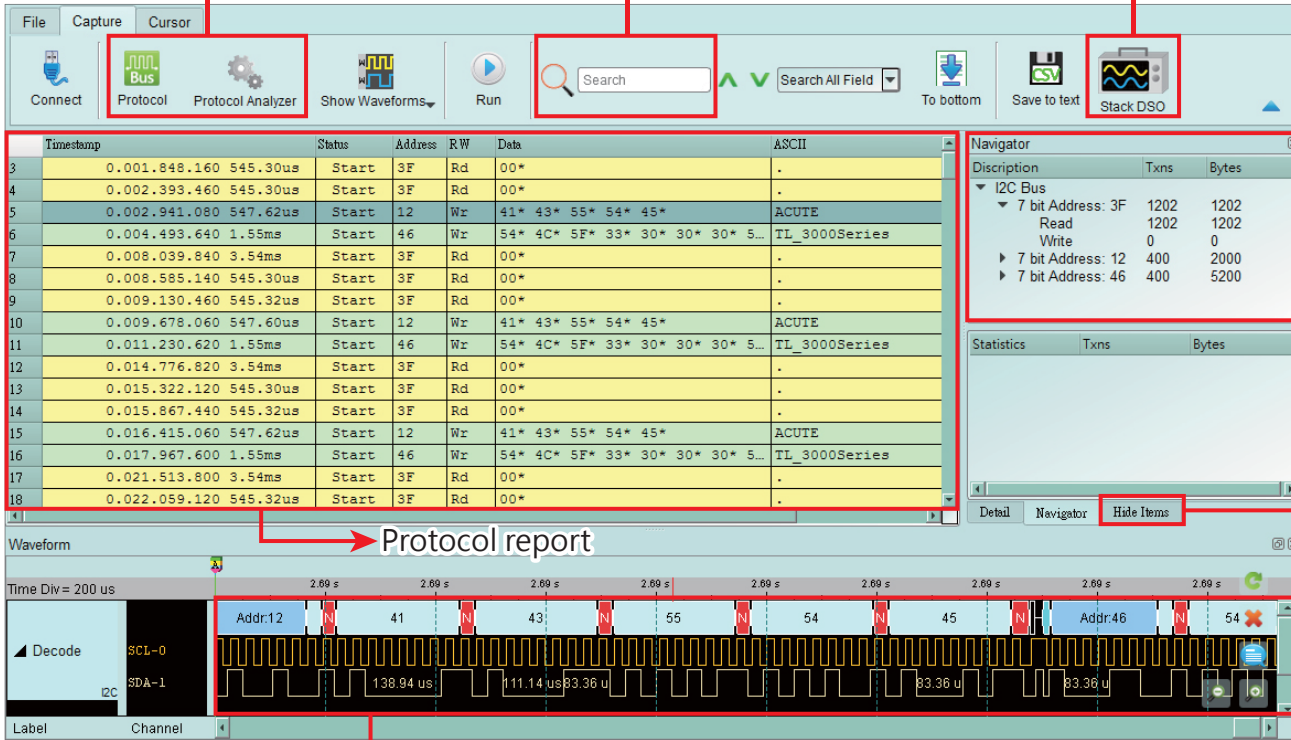 File Capture Cursor
Connect Protocol Protocol Analyzer Show Waveforms Run Search Search All Field To bottom Save to text Stack DSO
Bus
CSV
Timestamp Status Address RW Data ASCII
3 0.001.848.160 545.30us Start 3F Rd 00* .
4 0.002.393.460 545.30us Start 3F Rd 00* .
5 0.002.941.080 547.62us Start 12 Wr 41* 43* 55* 54* 45* ACUTE
6 0.004.493.640 1.55ms Start 46 Wr 54* 4C* 5F* 33* 30* 30* 30* 5... TL_3000Series
7 0.008.039.840 3.54ms Start 3F Rd 00* .
8 0.008.585.140 545.30us Start 3F Rd 00* .
9 0.009.130.460 545.32us Start 3F Rd 00* .
10 0.009.678.060 547.60us Start 12 Wr 41* 43* 55* 54* 45* ACUTE
11 0.011.230.620 1.55ms Start 46 Wr 54* 4C* 5F* 33* 30* 30* 30* 5... TL_3000Series
12 0.014.776.820 3.54ms Start 3F Rd 00* .
13 0.015.322.120 545.30us Start 3F Rd 00* .
14 0.015.867.440 545.32us Start 3F Rd 00* .
15 0.016.415.060 547.62us Start 12 Wr 41* 43* 55* 54* 45* ACUTE
16 0.017.967.600 1.55ms Start 46 Wr 54* 4C* 5F* 33* 30* 30* 30* 5... TL_3000Series
17 0.021.513.800 3.54ms Start 3F Rd 00* .
18 0.022.059.120 545.32us Start 3F Rd 00* .
Navigator
Discription Txns Bytes
I2C Bus
7 bit Address: 3F 1202 1202
Read 1202 1202
Write 0 0
7 bit Address: 12 400 2000
7 bit Address: 46 400 5200
Statistics Txns Bytes
Detail Navigator Hide Items
Protocol report
Waveform
A
Time Div = 200 us 2.69 s 2.69 s 2.69 s 2.69 s 2.69 s 2.69 s 2.69 s 2.69 s 2.69 s
Addr:12 N 41 N 43 N 55 N 54 N 45 N Addr:46 N 54
Decode SCL-0
I2C SDA-1 138.94 us 111.14 us 83.36 u 83.36 u 83.36 u
Label Channel